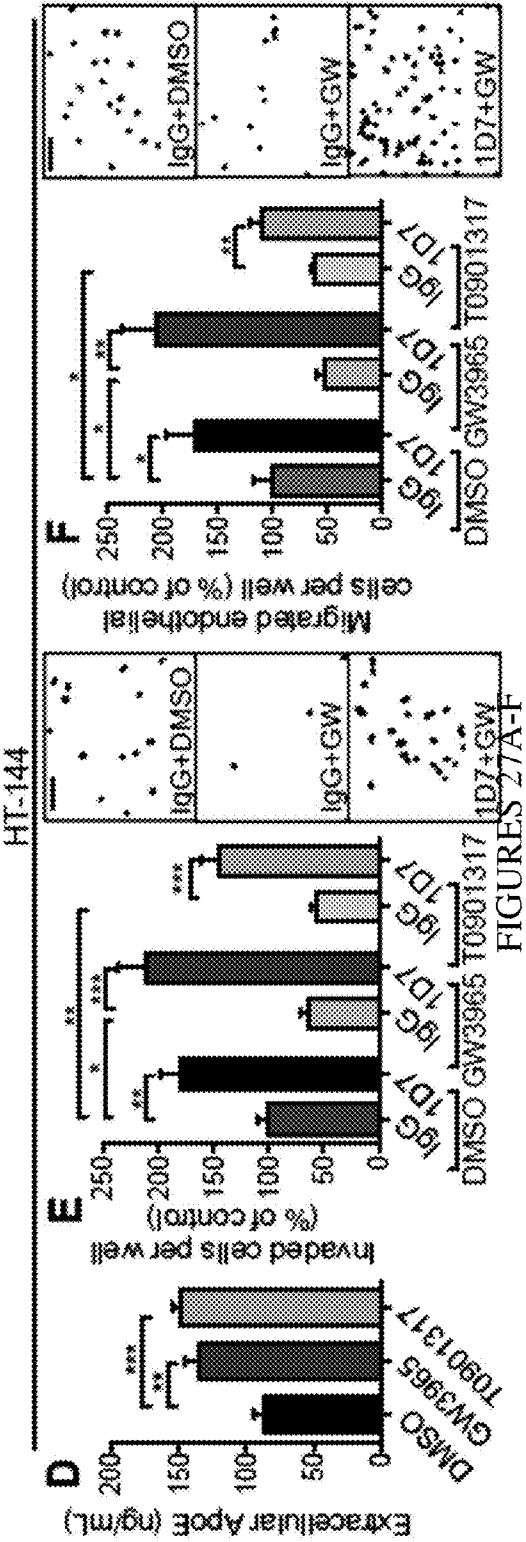 HT-144
D
Extracellular ApoE (ng/mL)
200
150
100
50
0
**
***
DMSO
GW3965
T0901317
E
Invaded cells per well
(% of control)
250
200
150
100
50
0
**
*
***
**
***
IgG
1D7
IgG
1D7
IgG
1D7
DMSO GW3965 T0901317
IgG+DMSO
IgG+GW
1D7+GW
F
Migrated endothelial
cells per well (% of control)
250
200
150
100
50
0
*
*
**
*
**
IgG
1D7
IgG
1D7
IgG
1D7
DMSO GW3965 T0901317
IgG+DMSO
IgG+GW
1D7+GW
FIGURES 27A-F